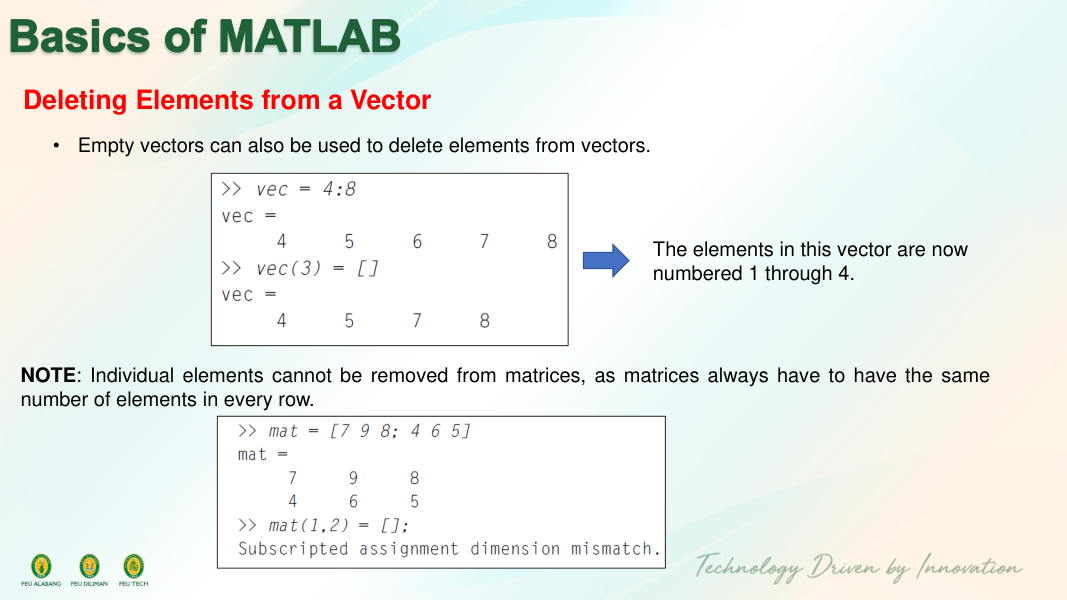 Basics of MATLAB
Deleting Elements from a Vector
• Empty vectors can also be used to delete elements from vectors.
>> vec = 4:8
vec =
4 5 6 7 8
>> vec(3) = []
vec =
4 5 7 8
The elements in this vector are now
numbered 1 through 4.
NOTE: Individual elements cannot be removed from matrices, as matrices always have to have the same
number of elements in every row.
>> mat = [7 9 8; 4 6 5]
mat =
7 9 8
4 6 5
>> mat(1,2) = [];
Subscripted assignment dimension mismatch.
FEU ALABANG FEU DILIMAN FEU TECH
Technology Driven by Innovation